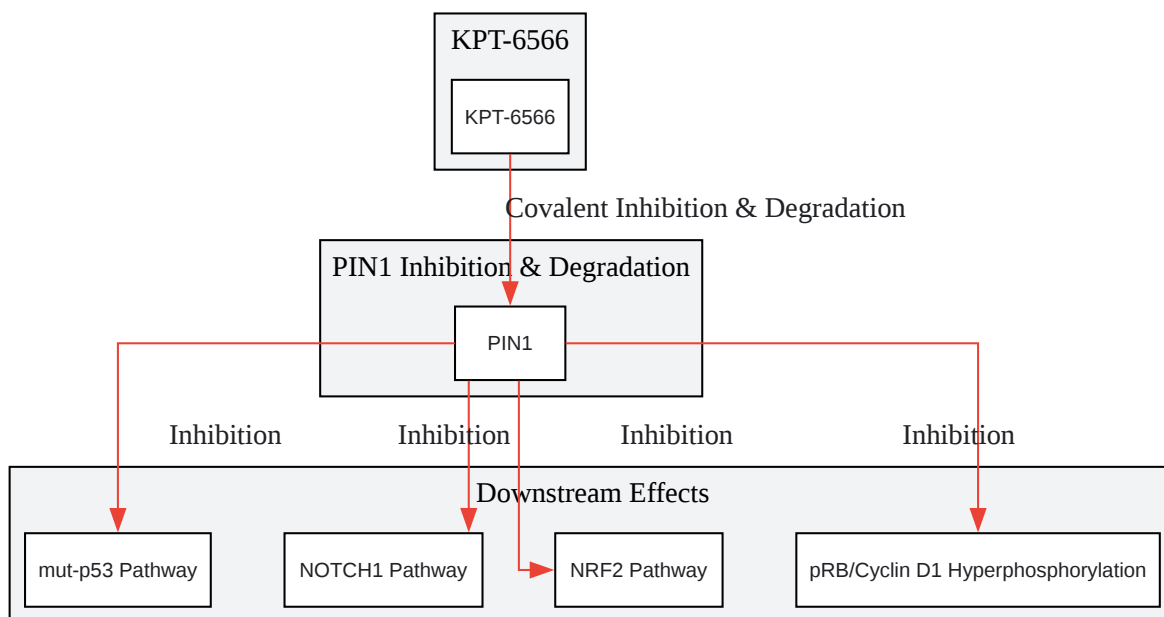 KPT-6566
KPT-6566
Covalent Inhibition & Degradation
PIN1 Inhibition & Degradation
PIN1
Inhibition
Inhibition
Inhibition
Inhibition
Downstream Effects
mut-p53 Pathway
NOTCH1 Pathway
NRF2 Pathway
pRB/Cyclin D1 Hyperphosphorylation